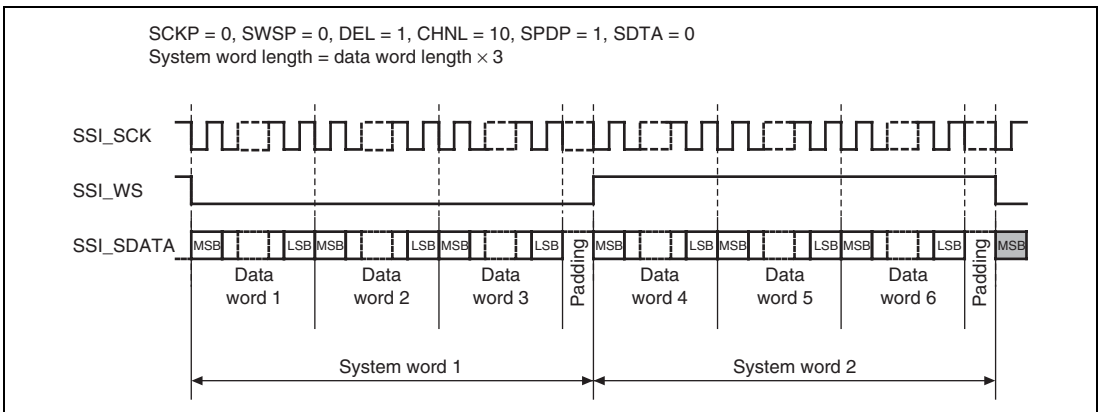 SCKP = 0, SWSP = 0, DEL = 1, CHNL = 10, SPDP = 1, SDTA = 0
System word length = data word length × 3
SSI_SCK
SSI_WS
SSI_SDATA
MSB LSB MSB LSB MSB LSB MSB LSB MSB LSB MSB LSB MSB
Data word 1
Data word 2
Data word 3
Padding
Data word 4
Data word 5
Data word 6
Padding
System word 1
System word 2